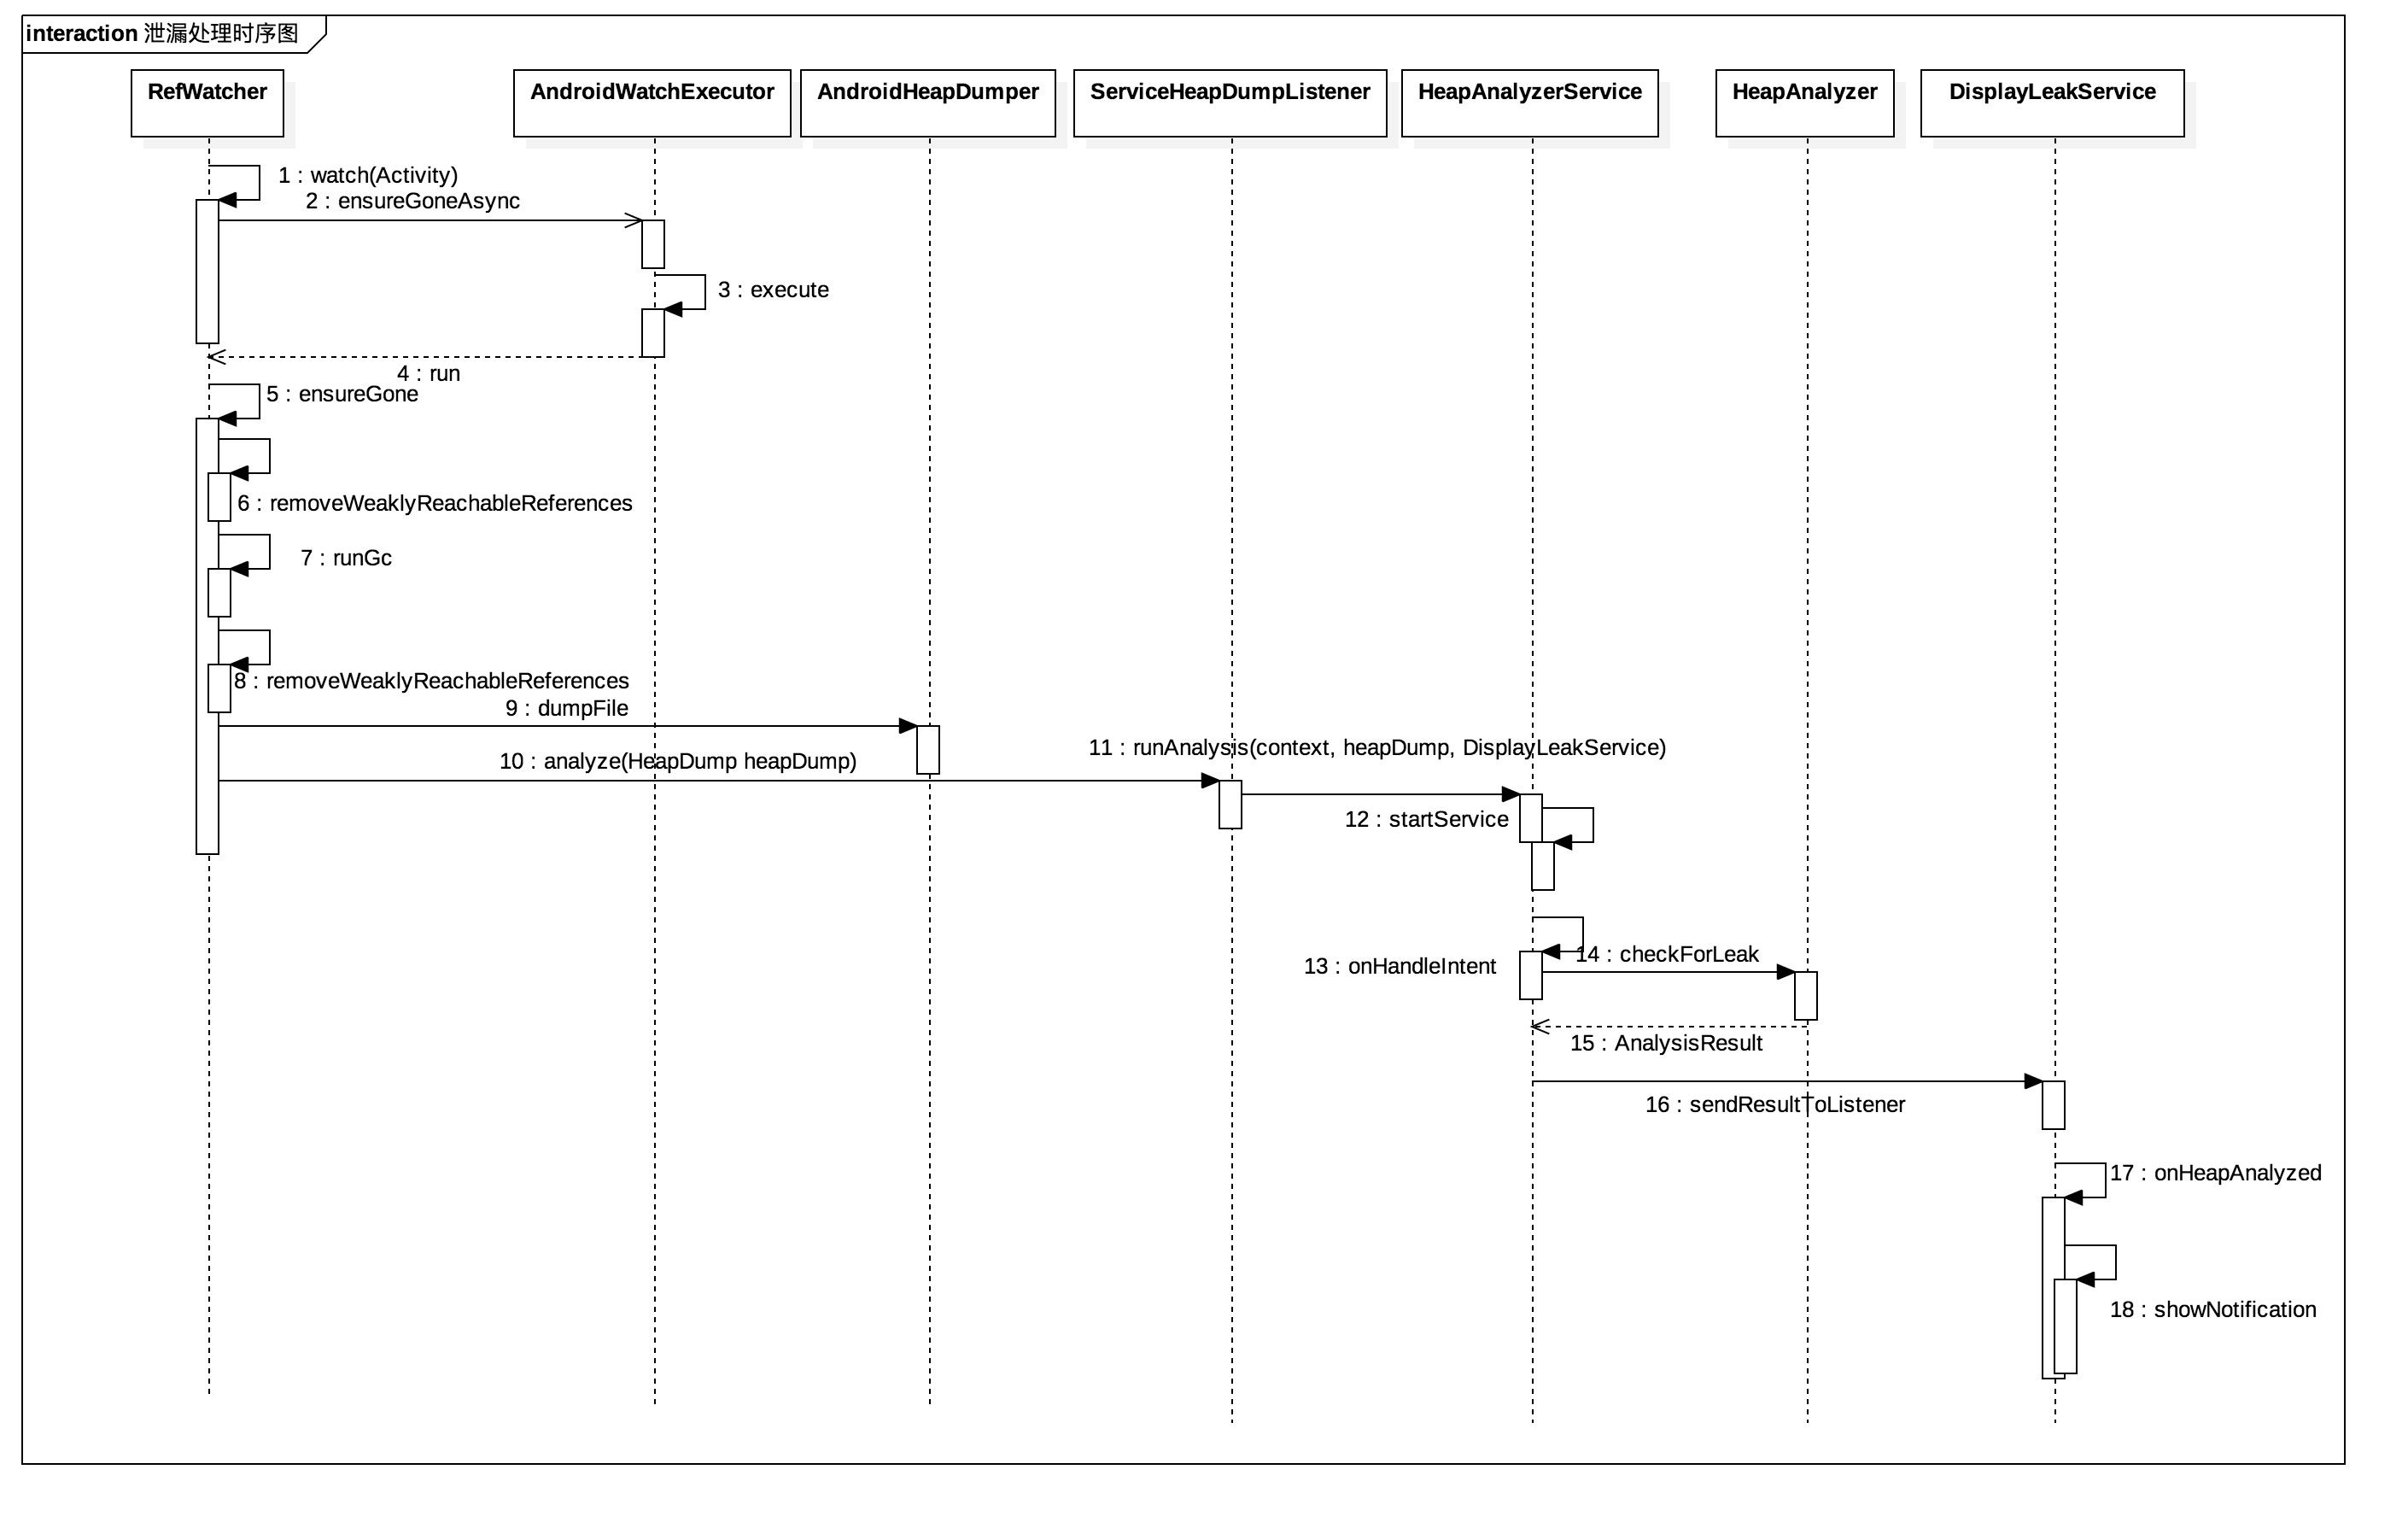 interaction 泄漏处理时序图
RefWatcher
AndroidWatchExecutor
AndroidHeapDumper
ServiceHeapDumpListener
HeapAnalyzerService
HeapAnalyzer
DisplayLeakService
1 : watch(Activity)
2 : ensureGoneAsync
3 : execute
4 : run
5 : ensureGone
6 : removeWeaklyReachableReferences
7 : runGc
8 : removeWeaklyReachableReferences
9 : dumpFile
10 : analyze(HeapDump heapDump)
11 : runAnalysis(context, heapDump, DisplayLeakService)
12 : startService
13 : onHandleIntent
14 : checkForLeak
15 : AnalysisResult
16 : sendResultToListener
17 : onHeapAnalyzed
18 : showNotification